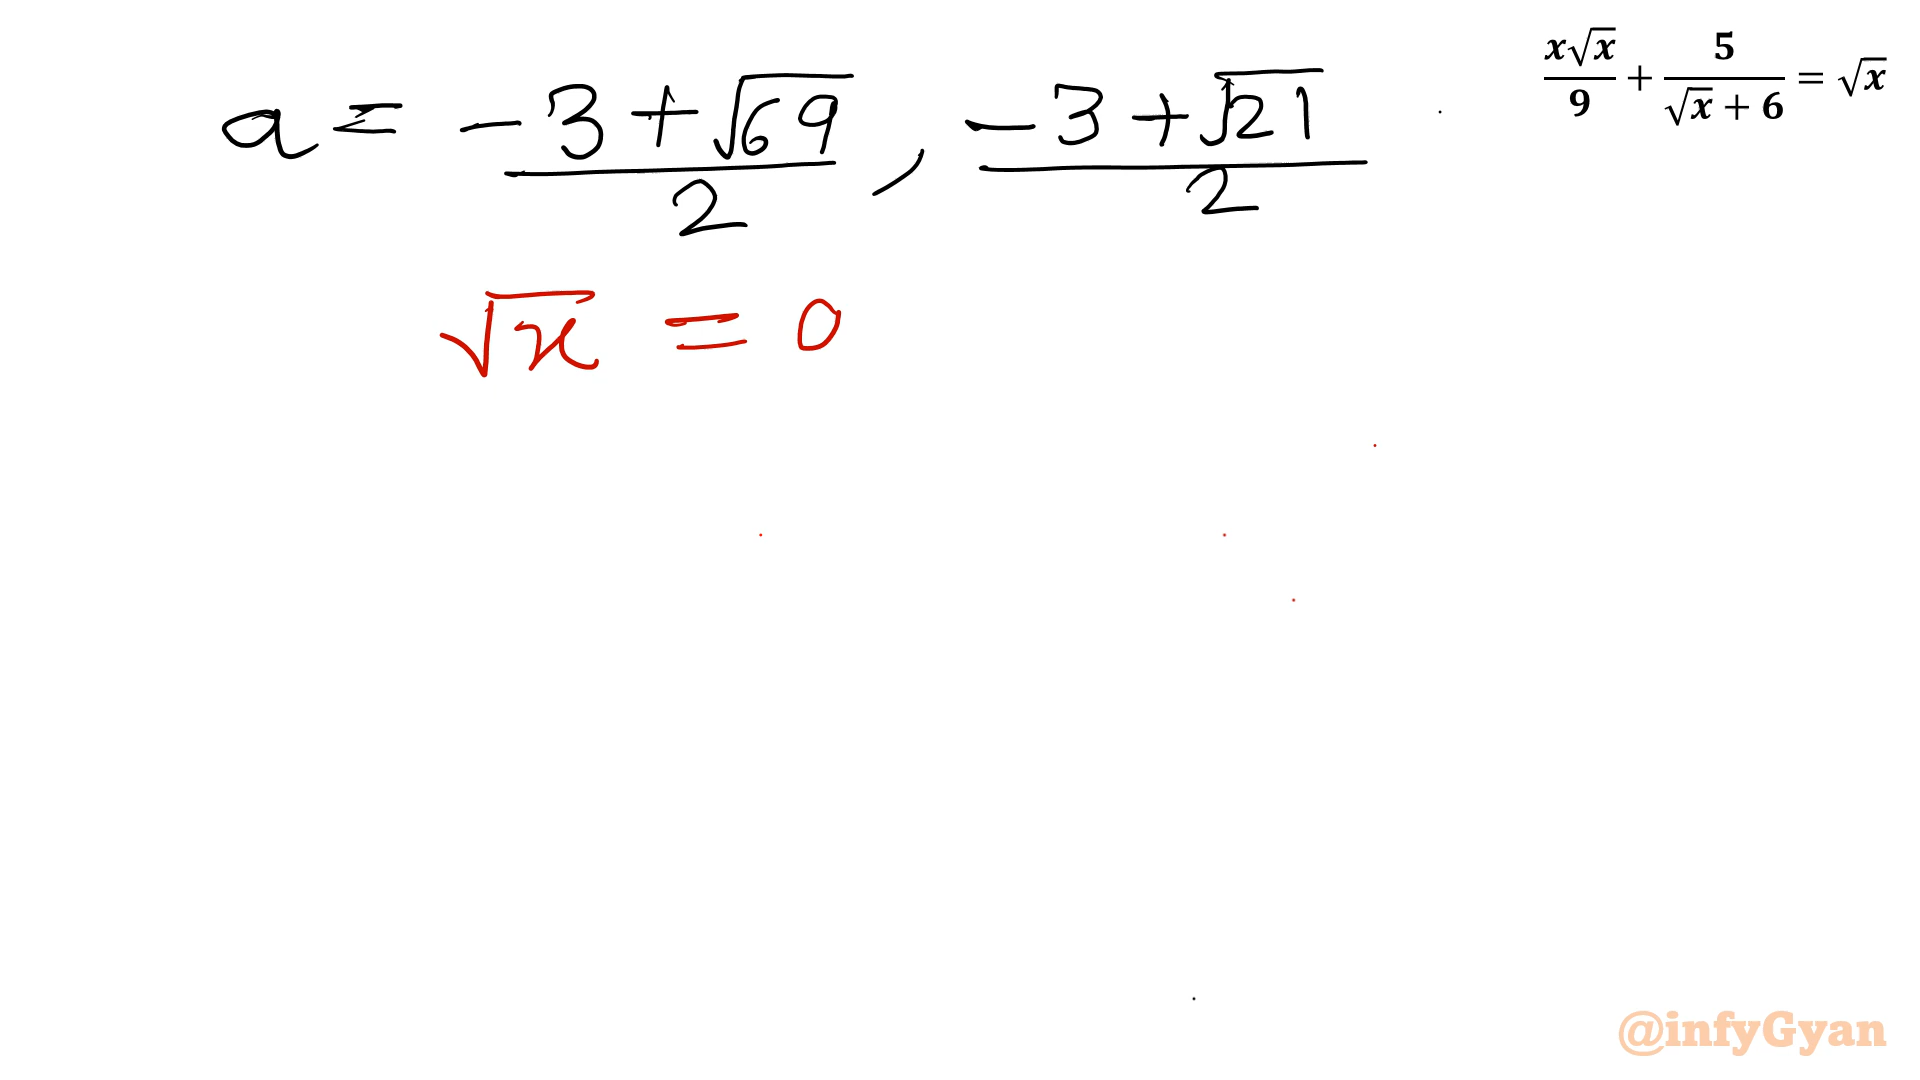 a = -3+√69/2 , -3+√21/2
x√x/9 + 5/(√x + 6) = √x
√x = 0
@infyGyan